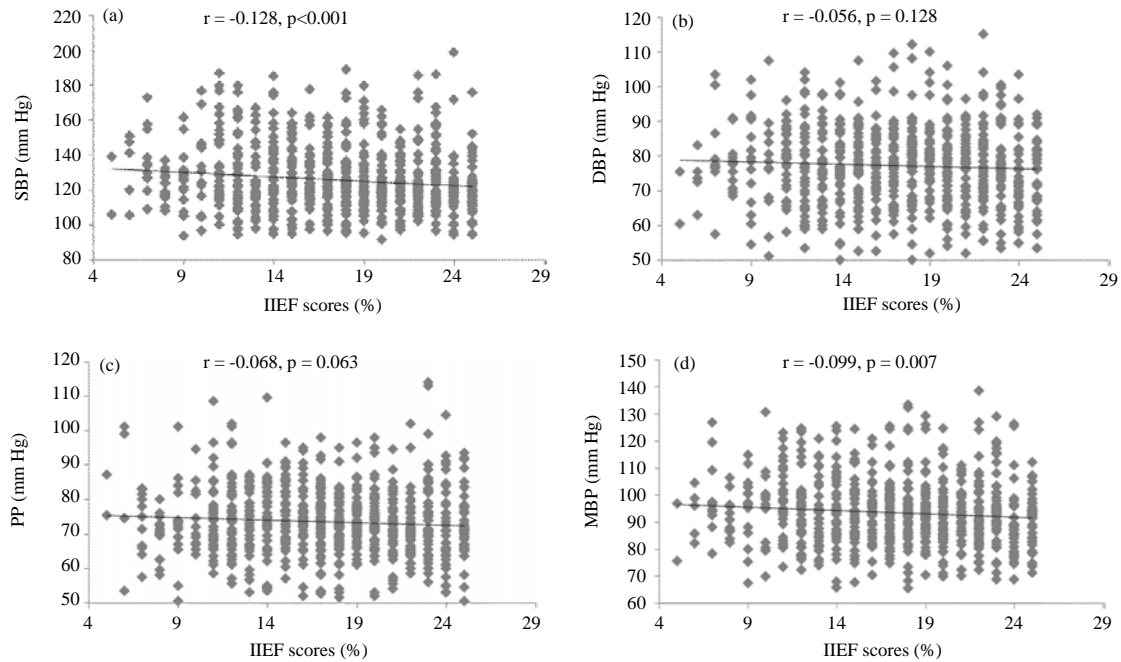 (a)
r = -0.128, p<0.001
220
200
180
160
140
120
100
80
SBP (mm Hg)
4 9 14 19 24 29
IIEF scores (%)
(b)
r = -0.056, p = 0.128
120
110
100
90
80
70
60
50
DBP (mm Hg)
4 9 14 19 24 29
IIEF scores (%)
(c)
r = -0.068, p = 0.063
120
110
100
90
80
70
60
50
PP (mm Hg)
4 9 14 19 24 29
IIEF scores (%)
(d)
r = -0.099, p = 0.007
150
140
130
120
110
100
90
80
70
60
MBP (mm Hg)
4 9 14 19 24 29
IIEF scores (%)